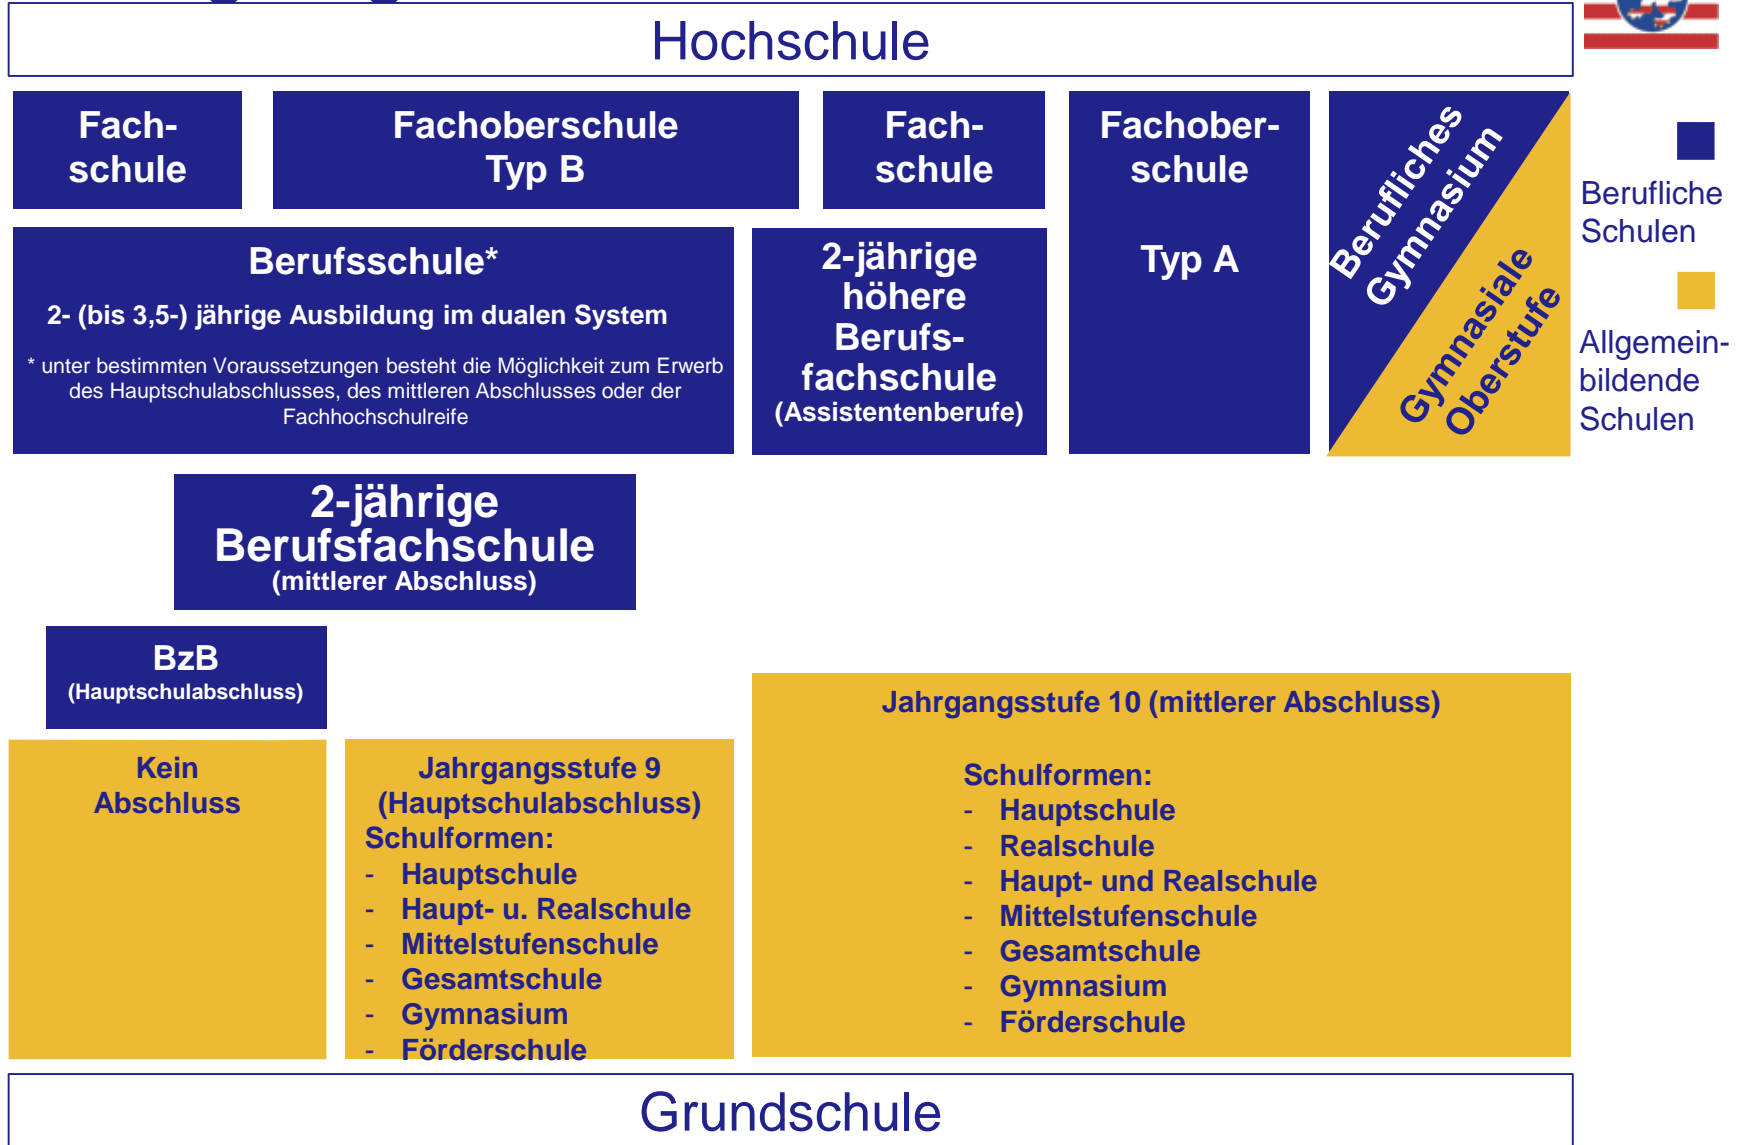 Hochschule
Fach-
schule
Fachoberschule
Typ B
Fach-
schule
Fachober-
schule
Typ A
Berufliches
Gymnasium
Gymnasiale
Oberstufe
Berufliche
Schulen
Allgemein-
bildende
Schulen
Berufsschule*
2- (bis 3,5-) jährige Ausbildung im dualen System
* unter bestimmten Voraussetzungen besteht die Möglichkeit zum Erwerb
des Hauptschulabschlusses, des mittleren Abschlusses oder der
Fachhochschulreife
2-jährige
höhere
Berufs-
fachschule
(Assistentenberufe)
2-jährige
Berufsfachschule
(mittlerer Abschluss)
BzB
(Hauptschulabschluss)
Kein
Abschluss
Jahrgangsstufe 9
(Hauptschulabschluss)
Schulformen:
- Hauptschule
- Haupt- u. Realschule
- Mittelstufenschule
- Gesamtschule
- Gymnasium
- Förderschule
Jahrgangsstufe 10 (mittlerer Abschluss)
Schulformen:
- Hauptschule
- Realschule
- Haupt- und Realschule
- Mittelstufenschule
- Gesamtschule
- Gymnasium
- Förderschule
Grundschule